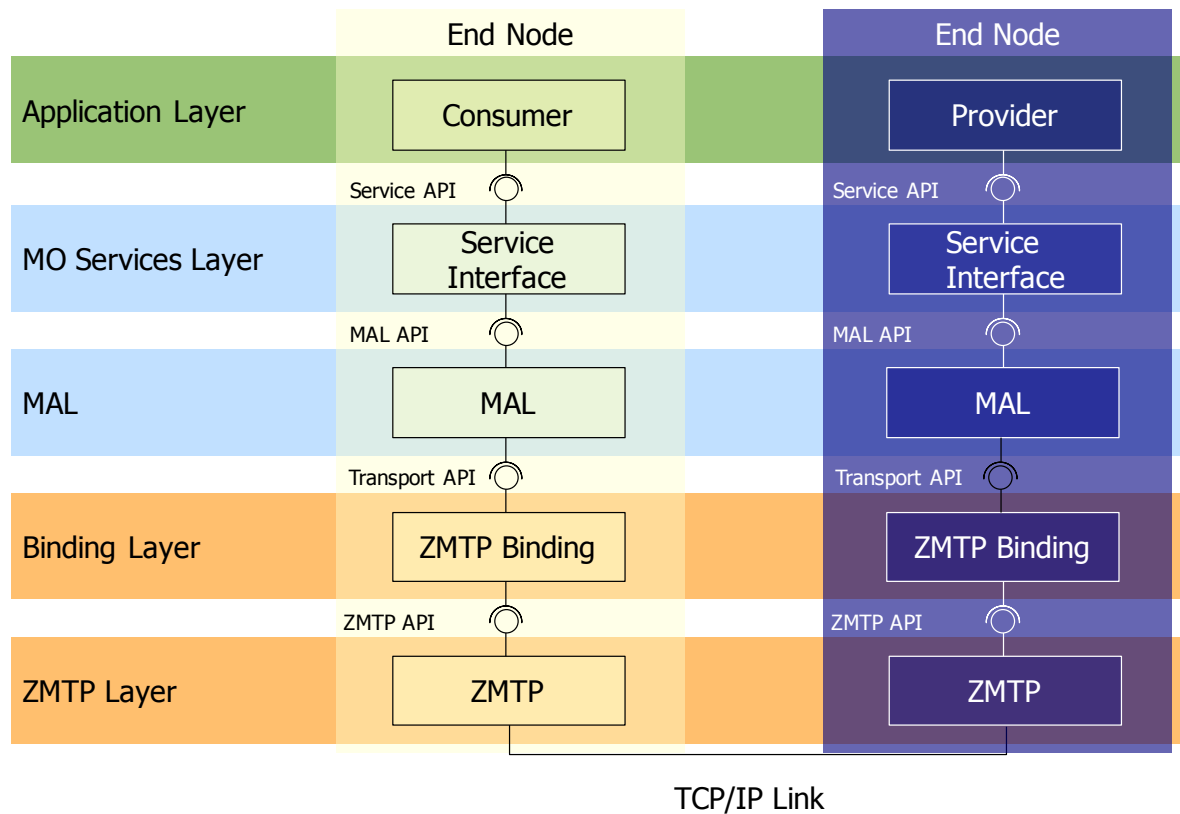 End Node
End Node
Application Layer
Consumer
Provider
Service API
Service API
MO Services Layer
Service
Interface
Service
Interface
MAL API
MAL API
MAL
MAL
MAL
Transport API
Transport API
Binding Layer
ZMTP Binding
ZMTP Binding
ZMTP API
ZMTP API
ZMTP Layer
ZMTP
ZMTP
TCP/IP Link